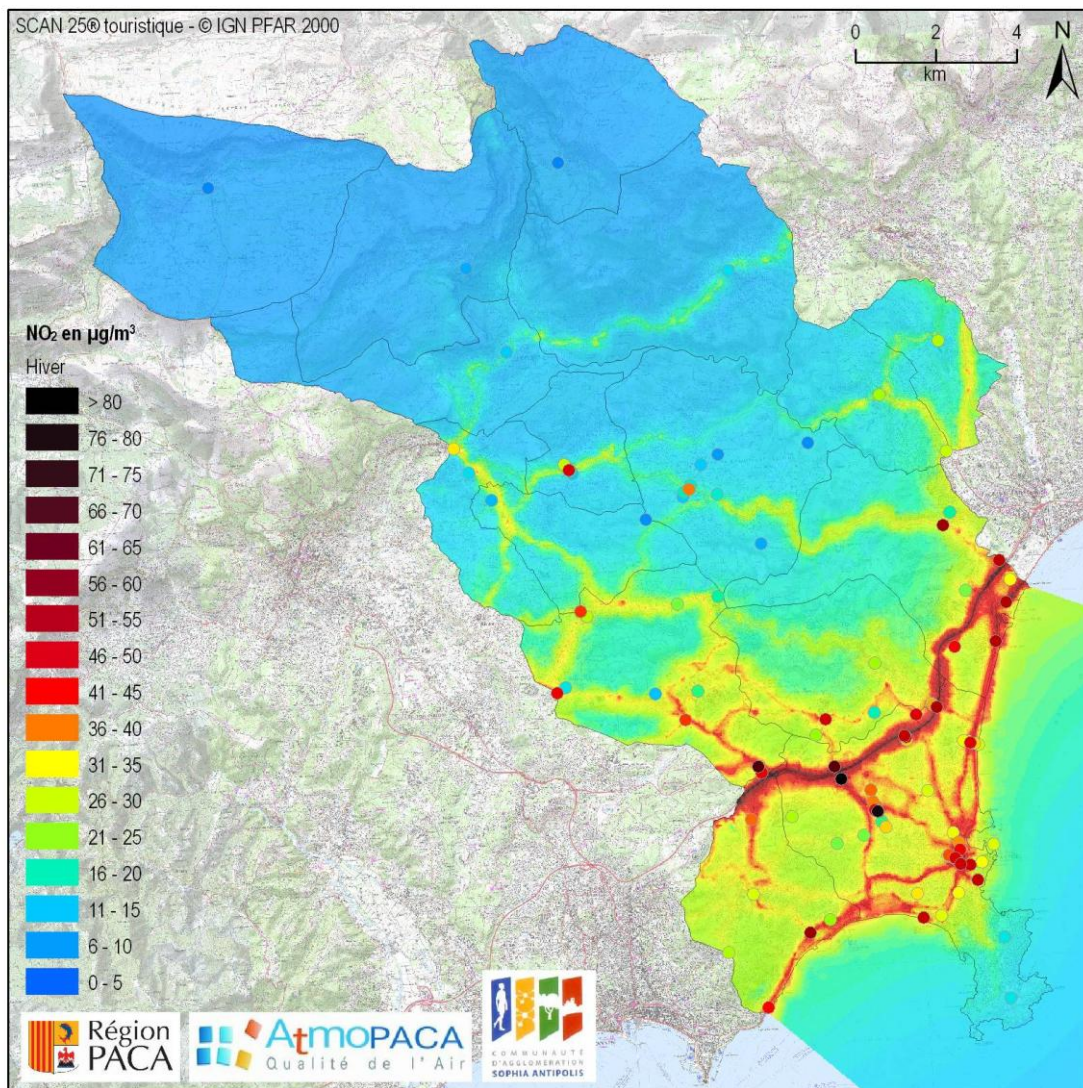 SCAN 25® touristique - © IGN PFAR 2000
0 2 4
km
N
NO₂ en µg/m³
Hiver
> 80
76 - 80
71 - 75
66 - 70
61 - 65
56 - 60
51 - 55
46 - 50
41 - 45
36 - 40
31 - 35
26 - 30
21 - 25
16 - 20
11 - 15
6 - 10
0 - 5
Région
PACA
AtmoPACA
Qualité de l'Air
COMMUNAUTÉ
D'AGGLOMÉRATION
SOPHIA ANTIPOLIS